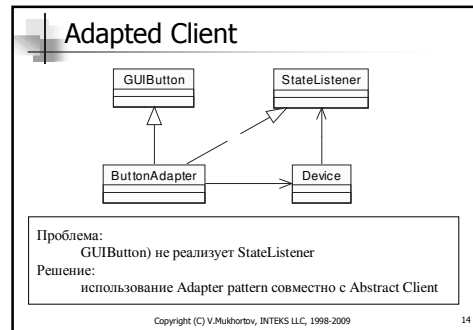 Adapted Client
GUIButton
StateListener
ButtonAdapter
Device
Проблема:
GUIButton) не реализует StateListener
Решение:
использование Adapter pattern совместно с Abstract Client
Copyright (C) V.Mukhortov, INTEKS LLC, 1998-2009
14